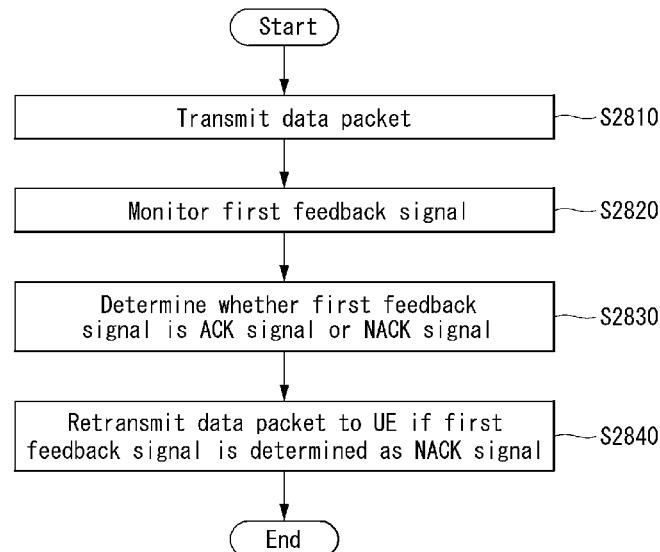 Start
Transmit data packet
S2810
Monitor first feedback signal
S2820
Determine whether first feedback
signal is ACK signal or NACK signal
S2830
Retransmit data packet to UE if first
feedback signal is determined as NACK signal
S2840
End